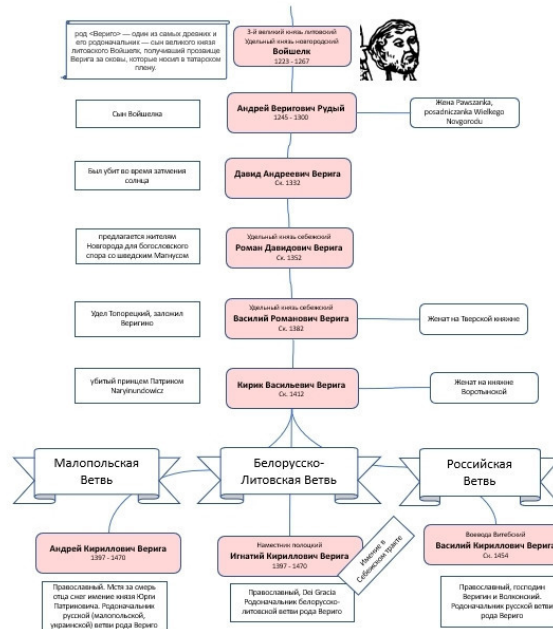 род «Вериго» — один из самых древних и
его родоначальник — сын великого князя
литовского Войшелк, получивший прозвище
Верига за оковы, которые носил в татарском
плену.
3-й великий князь литовский
Удельный князь новгородский
Войшелк
1223 - 1267
Сын Войшелка
Андрей Веригович Рудый
1245 - 1300
Жена Pawszanka,
posadniczanka Wielkego
Novgorodu
Был убит во время затмения
солнца
Давид Андреевич Верига
Ск. 1332
предлагается жителям
Новгорода для богословского
спора со шведским Магнусом
Удельный князь себежский
Роман Давидович Верига
Ск. 1352
Удел Топорецкий, заложил
Веригино
Удельный князь себежский
Василий Романович Верига
Ск. 1382
Женат на Тверской княжне
убитый принцем Патриком
Naryinundowicz
Кирик Васильевич Верига
Ск. 1412
Женат на княжне
Воротынской
Малопольская
Ветвь
Белорусско-
Литовская Ветвь
Российская
Ветвь
Андрей Кириллович Верига
1397 - 1470
Наместник полоцкий
Игнатий Кириллович Верига
1397 - 1470
Имение в
Себежском тракте
Воевода Витебский
Василий Кириллович Верига
Ск. 1454
Православный. Мстя за смерь
отца сжег имение князя Юрги
Патриковича. Родоначальник
русской (малопольской,
украинской) ветви рода Вериго
Православный, Dei Gracia
Родоначальник белорусско-
литовской ветви рода Вериго
Православный, господин
Веригин и Волконский.
Родоначальник русской ветви
рода Вериго